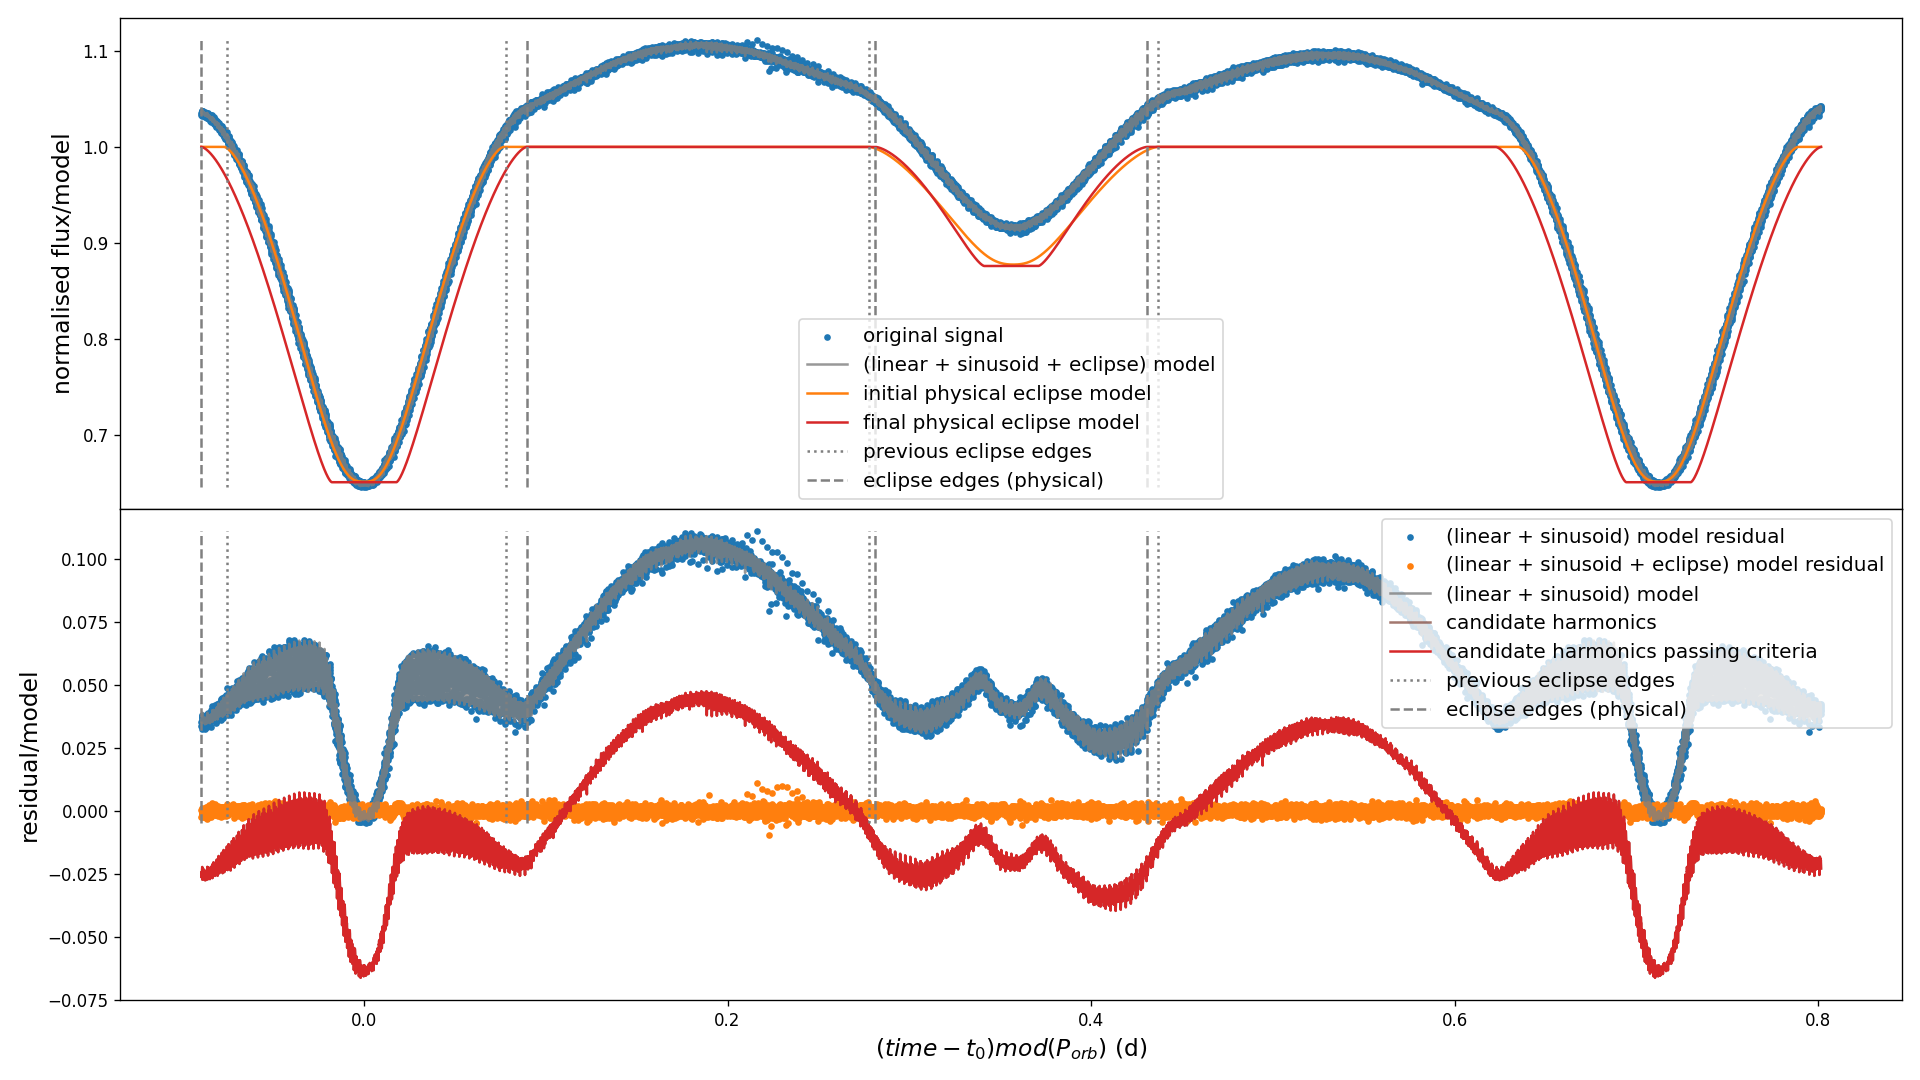 1.1
1.0
0.9
0.8
0.7
normalised flux/model
original signal
(linear + sinusoid + eclipse) model
initial physical eclipse model
final physical eclipse model
previous eclipse edges
eclipse edges (physical)
0.100
0.075
0.050
0.025
0.000
−0.025
−0.050
−0.075
residual/model
(linear + sinusoid) model residual
(linear + sinusoid + eclipse) model residual
(linear + sinusoid) model
candidate harmonics
candidate harmonics passing criteria
previous eclipse edges
eclipse edges (physical)
0.0 0.2 0.4 0.6 0.8
(time − t₀)mod(Pₒᵣb) (d)